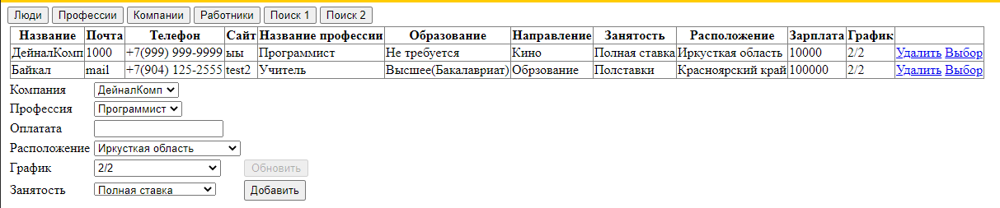 Люди Профессии Компании Работники Поиск 1 Поиск 2
Название Почта Телефон Сайт Название профессии Образование Направление Занятость Расположение Зарплата График
ДейналКомп 1000 +7(999) 999-9999 ыы Программист Не требуется Кино Полная ставка Иркусткая область 10000 2/2 Удалить Выбор
Байкал mail +7(904) 125-2555 test2 Учитель Высшее(Бакалавриат) Обрзование Полставки Красноярский край 100000 2/2 Удалить Выбор
Компания ДейналКомп
Профессия Программист
Оплатата
Расположение Иркусткая область
График 2/2 Обновить
Занятость Полная ставка Добавить